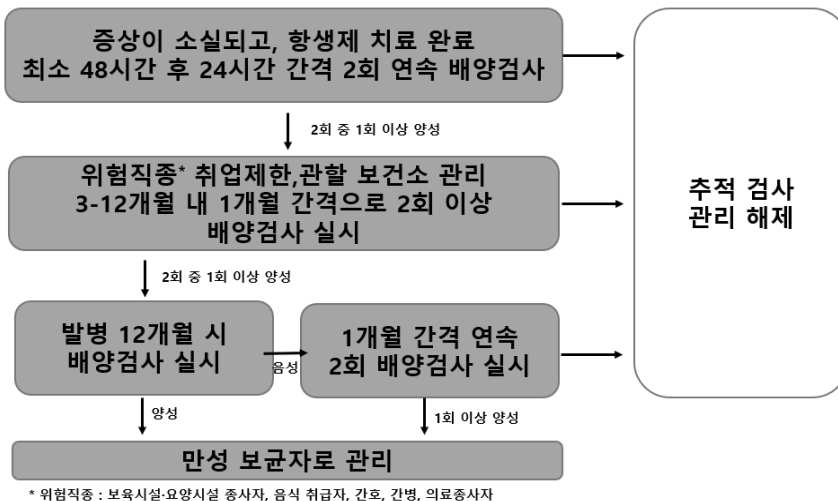 증상이 소실되고, 항생제 치료 완료
최소 48시간 후 24시간 간격 2회 연속 배양검사
2회 중 1회 이상 양성
위험직종* 취업제한,관할 보건소 관리
3-12개월 내 1개월 간격으로 2회 이상
배양검사 실시
추적 검사
관리 해제
2회 중 1회 이상 양성
발병 12개월 시
배양검사 실시
음성
1개월 간격 연속
2회 배양검사 실시
양성
1회 이상 양성
만성 보균자로 관리
* 위험직종 : 보육시설·요양시설 종사자, 음식 취급자, 간호, 간병, 의료종사자